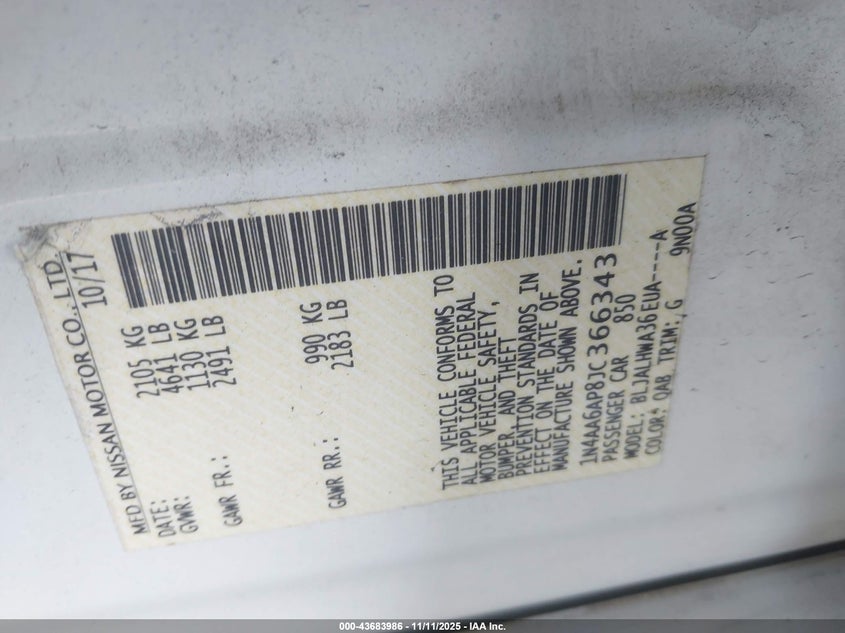 MFD BY NISSAN MOTOR CO., LTD.
DATE: 10/17
GVWR: 2105 KG
4641 LB
GAWR FR.: 1130 KG
2491 LB
GAWR RR.: 990 KG
2183 LB
THIS VEHICLE CONFORMS TO
ALL APPLICABLE FEDERAL
MOTOR VEHICLE SAFETY,
BUMPER, AND THEFT
PREVENTION STANDARDS IN
EFFECT ON THE DATE OF
MANUFACTURE SHOWN ABOVE.
1N4AA6AP8JC366343
PASSENGER CAR 850
MODEL: BLJALHWA36EUA----A
COLOR: QAB TRIM: G 9N00A
000-43683986 - 11/11/2025 - IAA Inc.